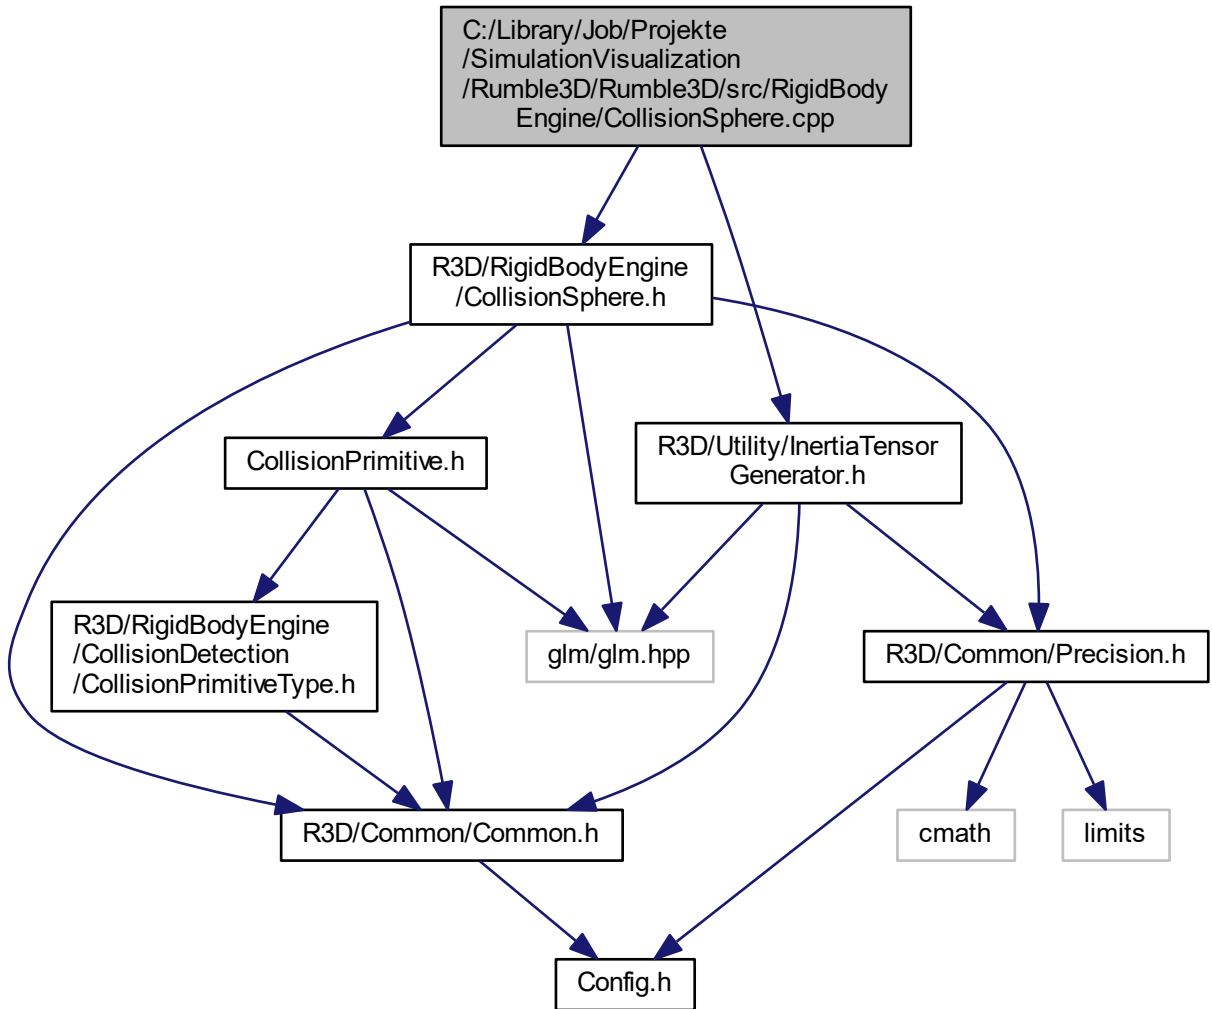 C:/Library/Job/Projekte
/SimulationVisualization
/Rumble3D/Rumble3D/src/RigidBody
Engine/CollisionSphere.cpp
R3D/RigidBodyEngine
/CollisionSphere.h
CollisionPrimitive.h
R3D/Utility/InertiaTensor
Generator.h
R3D/RigidBodyEngine
/CollisionDetection
/CollisionPrimitiveType.h
glm/glm.hpp
R3D/Common/Precision.h
R3D/Common/Common.h
cmath
limits
Config.h